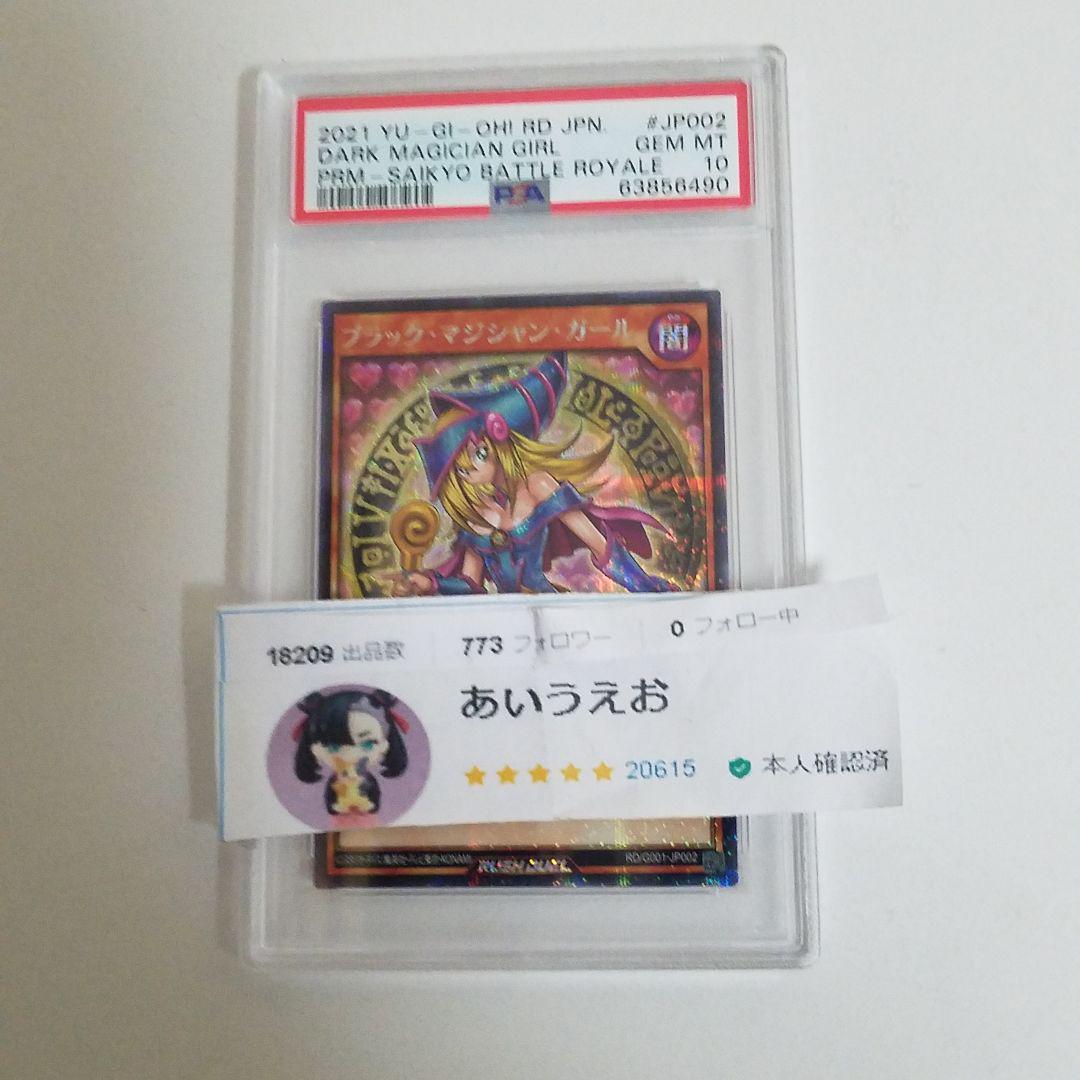 2021 YU-GI-OH! RD JPN. #JP002
DARK MAGICIAN GIRL GEM MT
PRM-SAIKYO BATTLE ROYALE 10
PSA 63856490
ブラック・マジシャン・ガール 闇
18209 出品数 773 フォロワー 0 フォロー中
あいうえお
20615 本人確認済
RUSH DUEL RD/G001-JP002